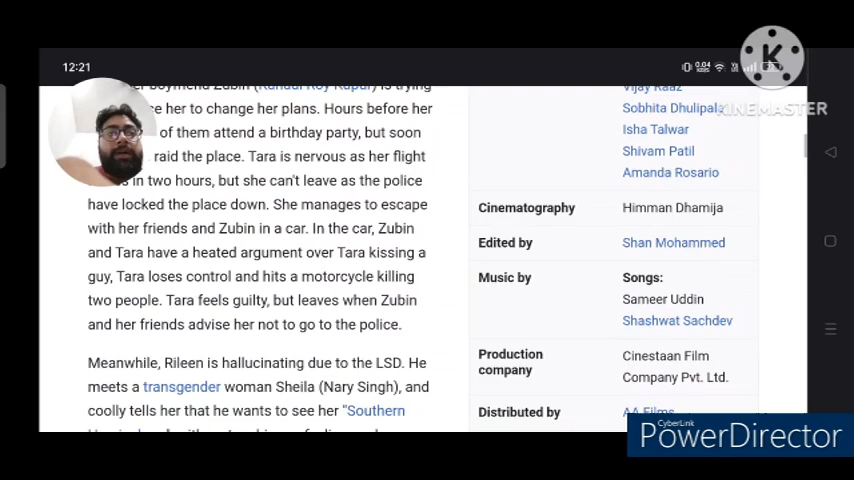 12:21
0.04
KINEMASTER
boyfriend Zubin (Kunaal Roy Kapur) is trying
her to change her plans. Hours before her
of them attend a birthday party, but soon
raid the place. Tara is nervous as her flight
in two hours, but she can't leave as the police
have locked the place down. She manages to escape
with her friends and Zubin in a car. In the car, Zubin
and Tara have a heated argument over Tara kissing a
guy, Tara loses control and hits a motorcycle killing
two people. Tara feels guilty, but leaves when Zubin
and her friends advise her not to go to the police.
Meanwhile, Rileen is hallucinating due to the LSD. He
meets a transgender woman Sheila (Nary Singh), and
coolly tells her that he wants to see her "Southern
Vijay Raaz
Sobhita Dhulipala
Isha Talwar
Shivam Patil
Amanda Rosario
Cinematography Himman Dhamija
Edited by Shan Mohammed
Music by Songs:
Sameer Uddin
Shashwat Sachdev
Production Cinestaan Film
company Company Pvt. Ltd.
Distributed by AA Films
CyberLink
PowerDirector